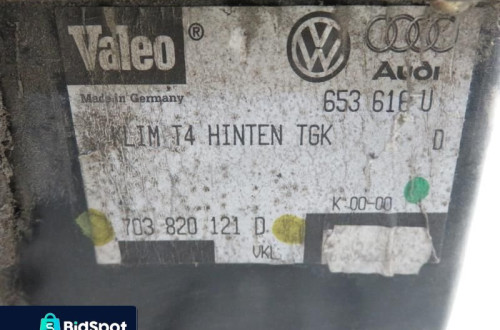 Valeo®
Audi
Made in Germany
653 616 U
KLIM T4 HINTEN TGK D
K 00-00
703 820 121 D
VKL
BidSpot